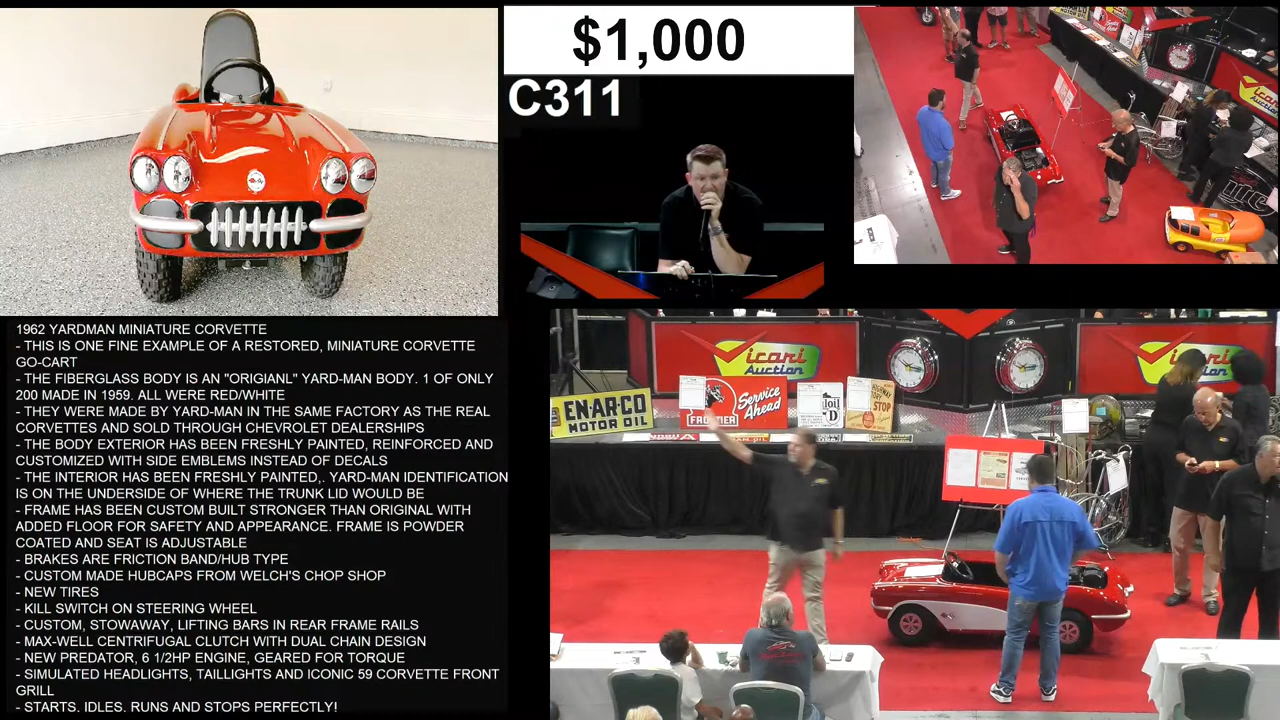 $1,000
C311
1962 YARDMAN MINIATURE CORVETTE
- THIS IS ONE FINE EXAMPLE OF A RESTORED, MINIATURE CORVETTE
GO-CART
- THE FIBERGLASS BODY IS AN "ORIGIANL" YARD-MAN BODY. 1 OF ONLY
200 MADE IN 1959. ALL WERE RED/WHITE
- THEY WERE MADE BY YARD-MAN IN THE SAME FACTORY AS THE REAL
CORVETTES AND SOLD THROUGH CHEVROLET DEALERSHIPS
- THE BODY EXTERIOR HAS BEEN FRESHLY PAINTED, REINFORCED AND
CUSTOMIZED WITH SIDE EMBLEMS INSTEAD OF DECALS
- THE INTERIOR HAS BEEN FRESHLY PAINTED,. YARD-MAN IDENTIFICATION
IS ON THE UNDERSIDE OF WHERE THE TRUNK LID WOULD BE
- FRAME HAS BEEN CUSTOM BUILT STRONGER THAN ORIGINAL WITH
ADDED FLOOR FOR SAFETY AND APPEARANCE. FRAME IS POWDER
COATED AND SEAT IS ADJUSTABLE
- BRAKES ARE FRICTION BAND/HUB TYPE
- CUSTOM MADE HUBCAPS FROM WELCH'S CHOP SHOP
- NEW TIRES
- KILL SWITCH ON STEERING WHEEL
- CUSTOM, STOWAWAY, LIFTING BARS IN REAR FRAME RAILS
- MAX-WELL CENTRIFUGAL CLUTCH WITH DUAL CHAIN DESIGN
- NEW PREDATOR, 6 1/2HP ENGINE, GEARED FOR TORQUE
- SIMULATED HEADLIGHTS, TAILLIGHTS AND ICONIC 59 CORVETTE FRONT
GRILL
- STARTS. IDLES. RUNS AND STOPS PERFECTLY!
Vicari
Auction
EN-AR-CO
MOTOR OIL
FRONTIER
Service
Ahead
STOP
Vicari
Auction